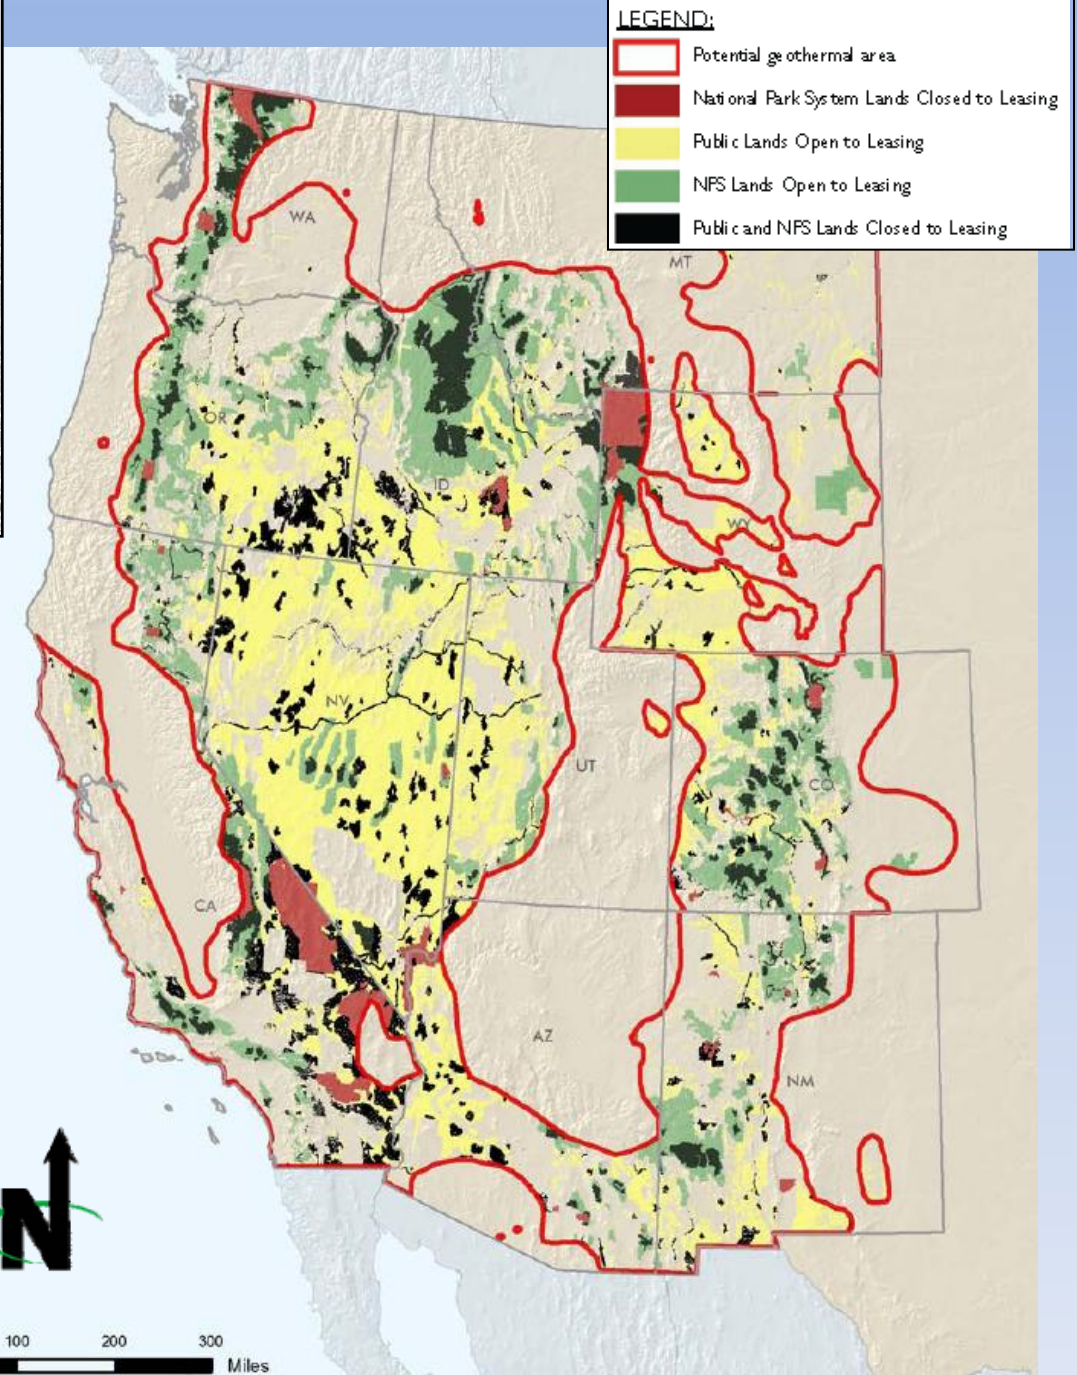 LEGEND:
Potential geothermal area
National Park System Lands Closed to Leasing
Public Lands Open to Leasing
NFS Lands Open to Leasing
Public and NFS Lands Closed to Leasing
WA
MT
OR
ID
WY
NV
UT
CO
CA
AZ
NM
N
100 200 300
Miles